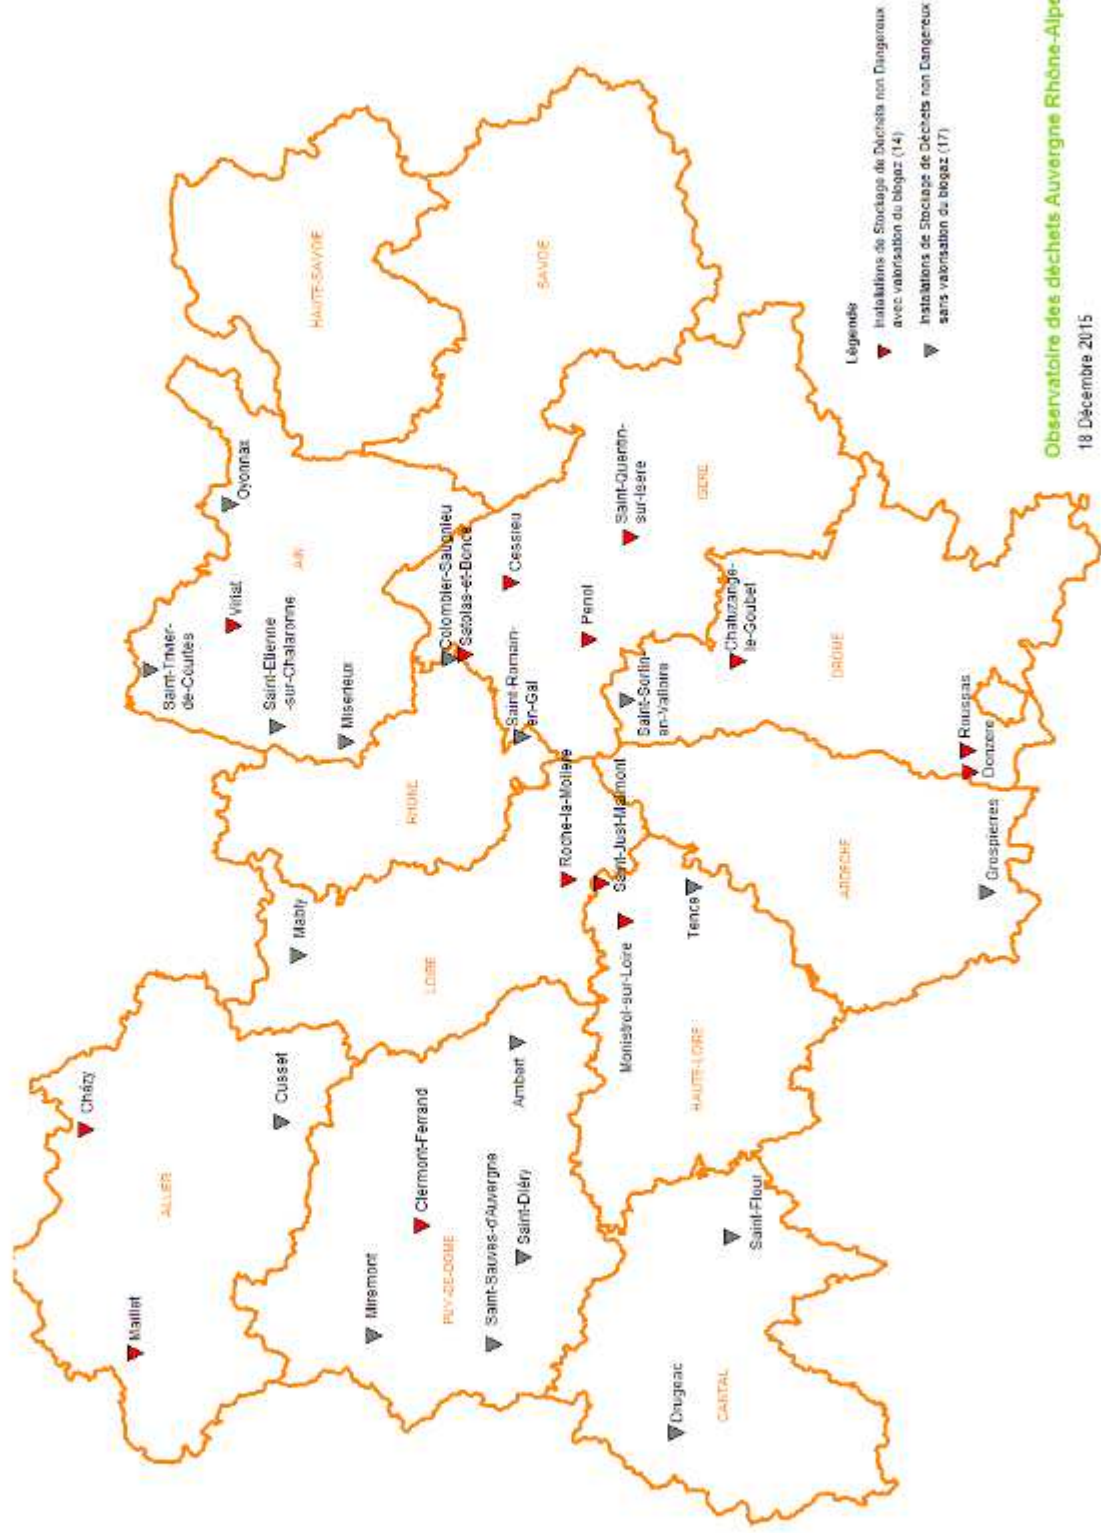 Chézy
Maillet
ALLIER
Cusset
Mably
Saint-Trivier-
de-Courtes
Viriat
Oyonnax
Saint-Etienne
-sur-Chalaronne
AIN
Miserieux
HAUTE-SAVOIE
Miremont
Clermont-Ferrand
PUY-DE-DOME
LOIRE
RHONE
Colombier-Saugnieu
Satolas-et-Bonce
Saint-Sauves-d'Auvergne
Saint-Diéry
Ambert
Saint-Romain-
en-Gal
Cessieu
SAVOIE
Roche-la-Molière
Penol
Saint-Just-Malmont
Monistrol-sur-Loire
Saint-Sorlin-
en-Valloire
Saint-Quentin-
sur-Isere
Tence
HAUTE-LOIRE
ISERE
Drugeac
CANTAL
Saint-Flour
Chatuzange-
le-Goubet
ARDECHE
DROME
Grospierres
Roussas
Donzere
Légende
Installations de Stockage de Déchets non Dangereux
avec valorisation du biogaz (14)
Installations de Stockage de Déchets non Dangereux
sans valorisation du biogaz (17)
Observatoire des déchets Auvergne Rhône-Alpe
18 Décembre 2015